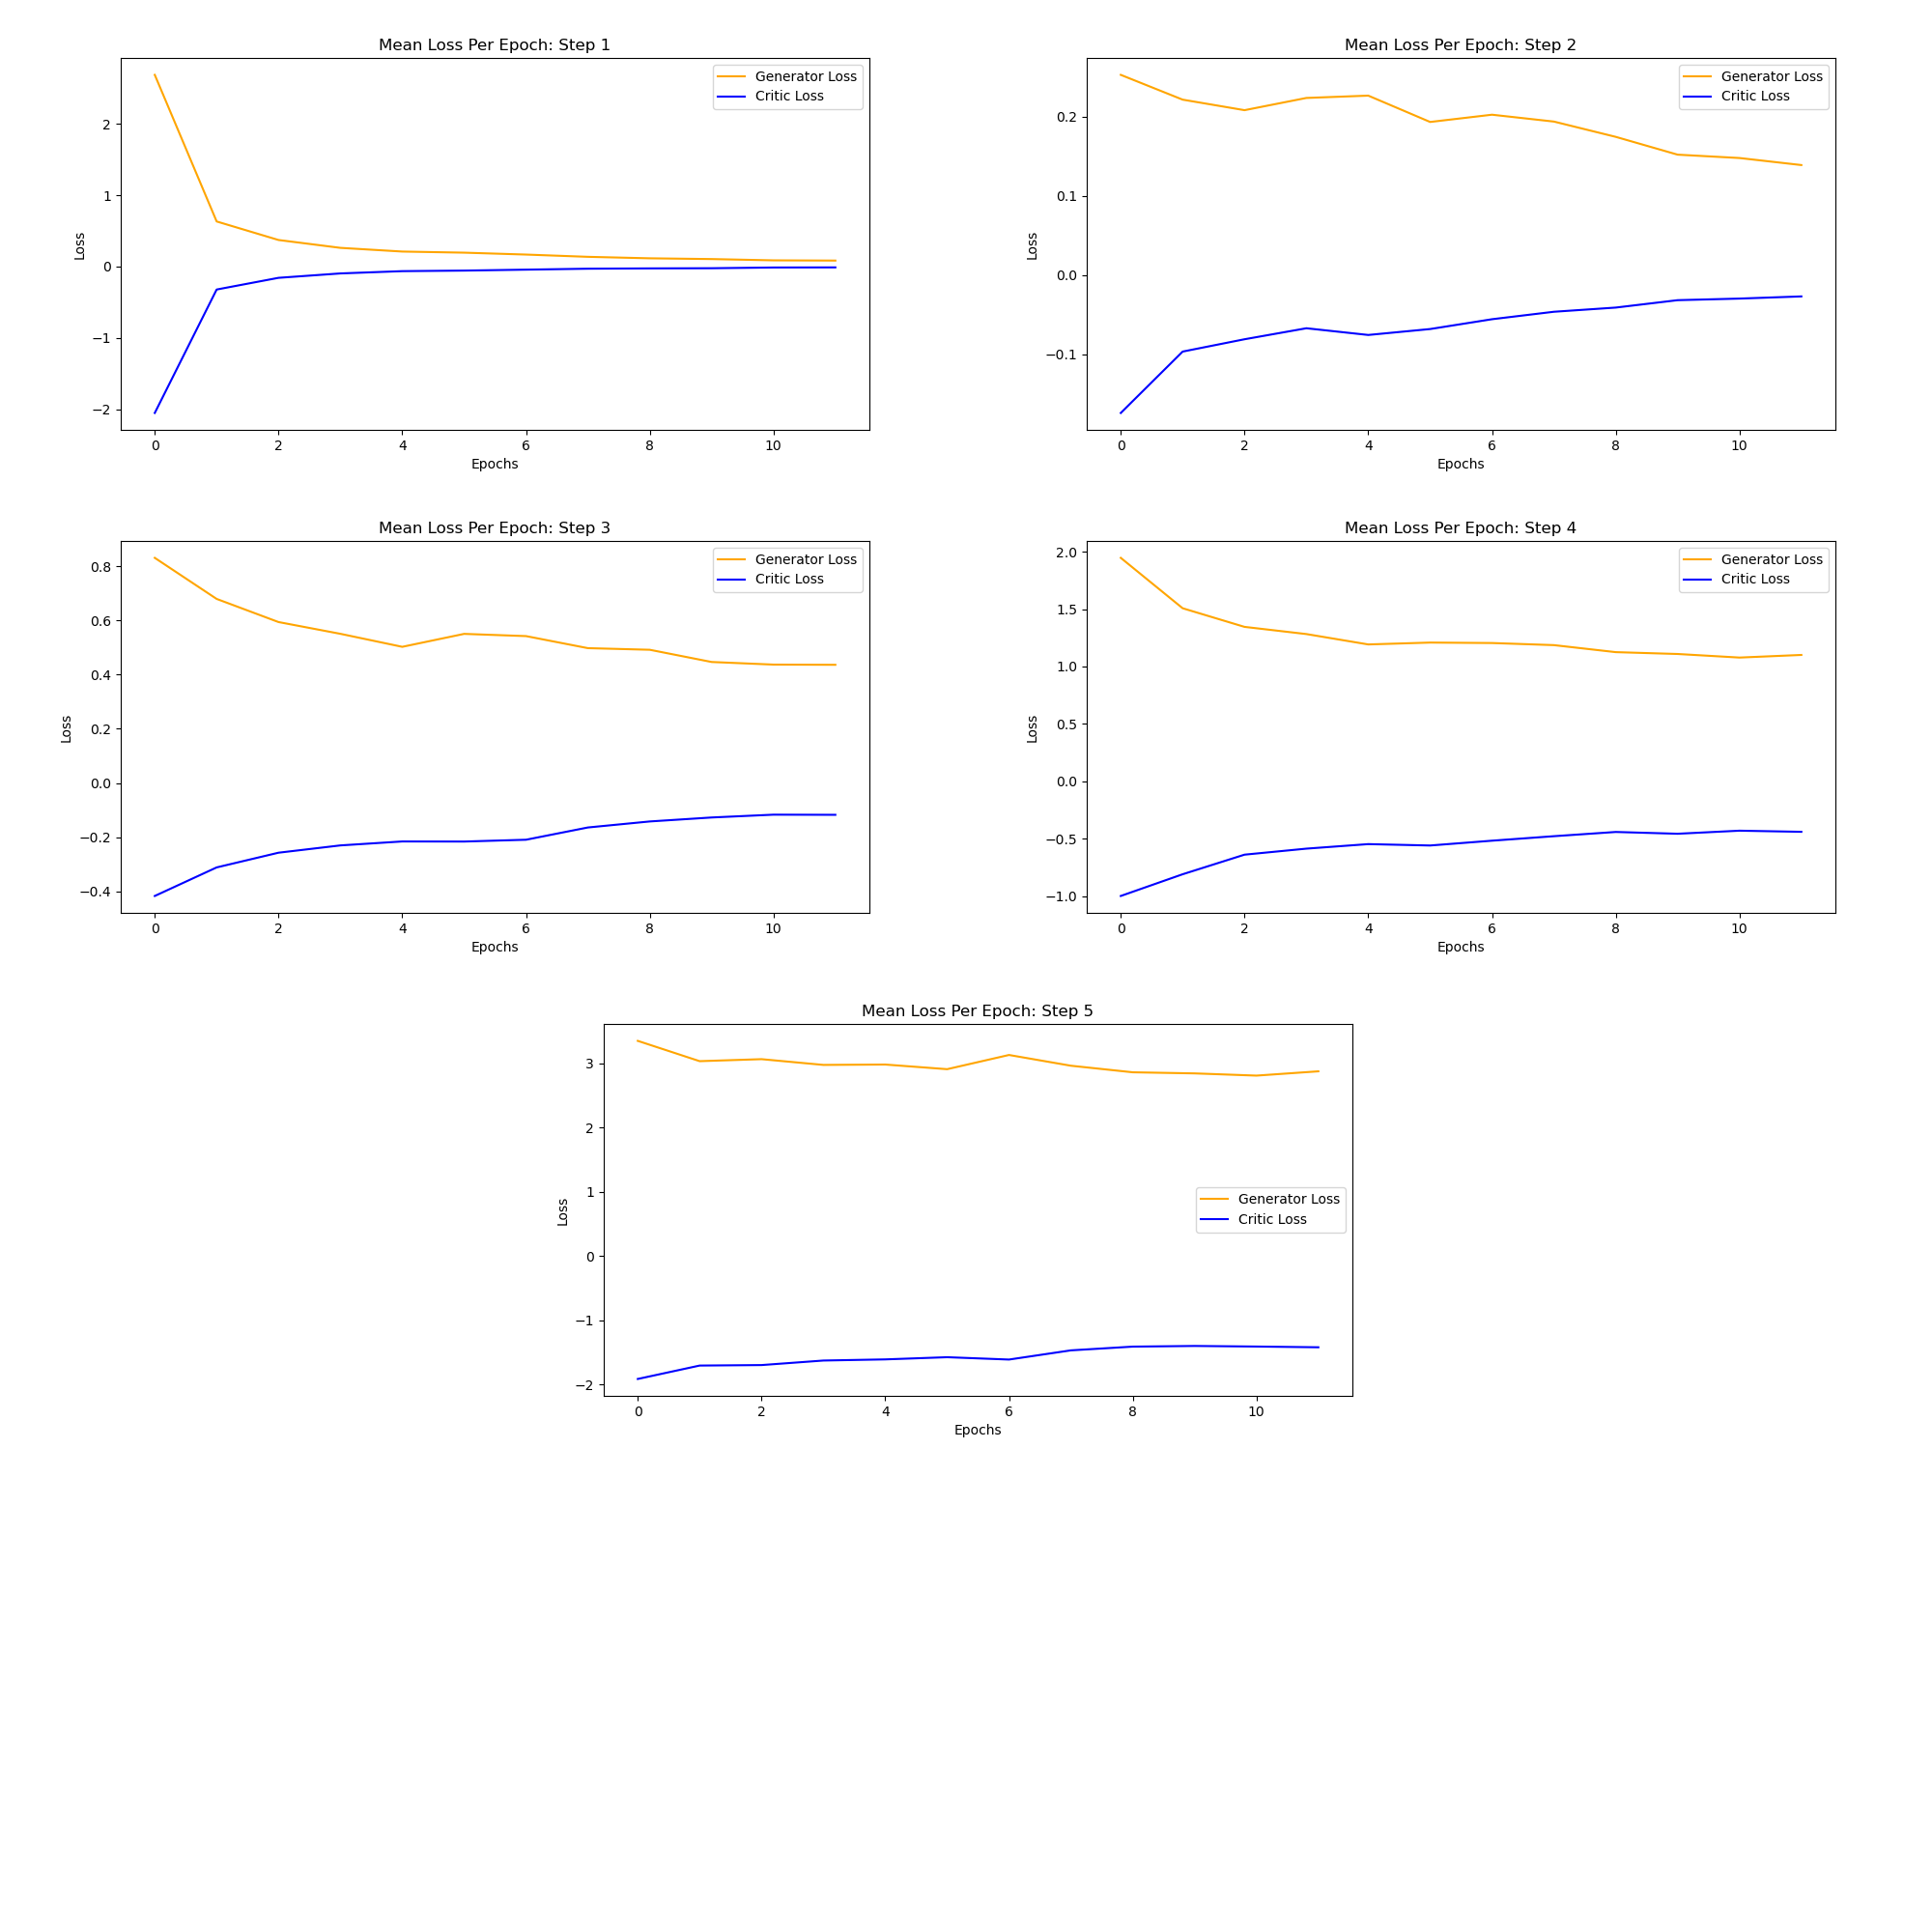 Mean Loss Per Epoch: Step 1
Generator Loss
Critic Loss
2
1
0
−1
−2
Loss
0 2 4 6 8 10
Epochs
Mean Loss Per Epoch: Step 2
Generator Loss
Critic Loss
0.2
0.1
0.0
−0.1
Loss
0 2 4 6 8 10
Epochs
Mean Loss Per Epoch: Step 3
Generator Loss
Critic Loss
0.8
0.6
0.4
0.2
0.0
−0.2
−0.4
Loss
0 2 4 6 8 10
Epochs
Mean Loss Per Epoch: Step 4
Generator Loss
Critic Loss
2.0
1.5
1.0
0.5
0.0
−0.5
−1.0
Loss
0 2 4 6 8 10
Epochs
Mean Loss Per Epoch: Step 5
3
2
1
0
−1
−2
Loss
Generator Loss
Critic Loss
0 2 4 6 8 10
Epochs